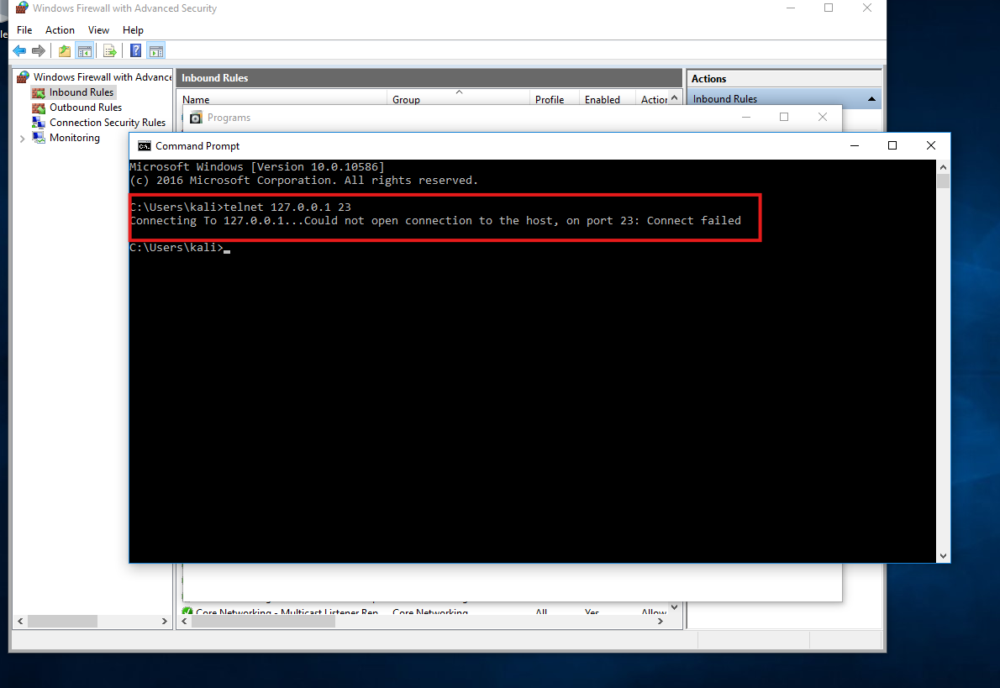 le
Windows Firewall with Advanced Security
File Action View Help
Windows Firewall with Advance
Inbound Rules
Outbound Rules
Connection Security Rules
Monitoring
Inbound Rules
Name Group Profile Enabled Action
Actions
Inbound Rules
Programs
Command Prompt
Microsoft Windows [Version 10.0.10586]
(c) 2016 Microsoft Corporation. All rights reserved.
C:\Users\kali>telnet 127.0.0.1 23
Connecting To 127.0.0.1...Could not open connection to the host, on port 23: Connect failed
C:\Users\kali>
Core Networking - Multicast Listener Rep... Core Networking All Yes Allow